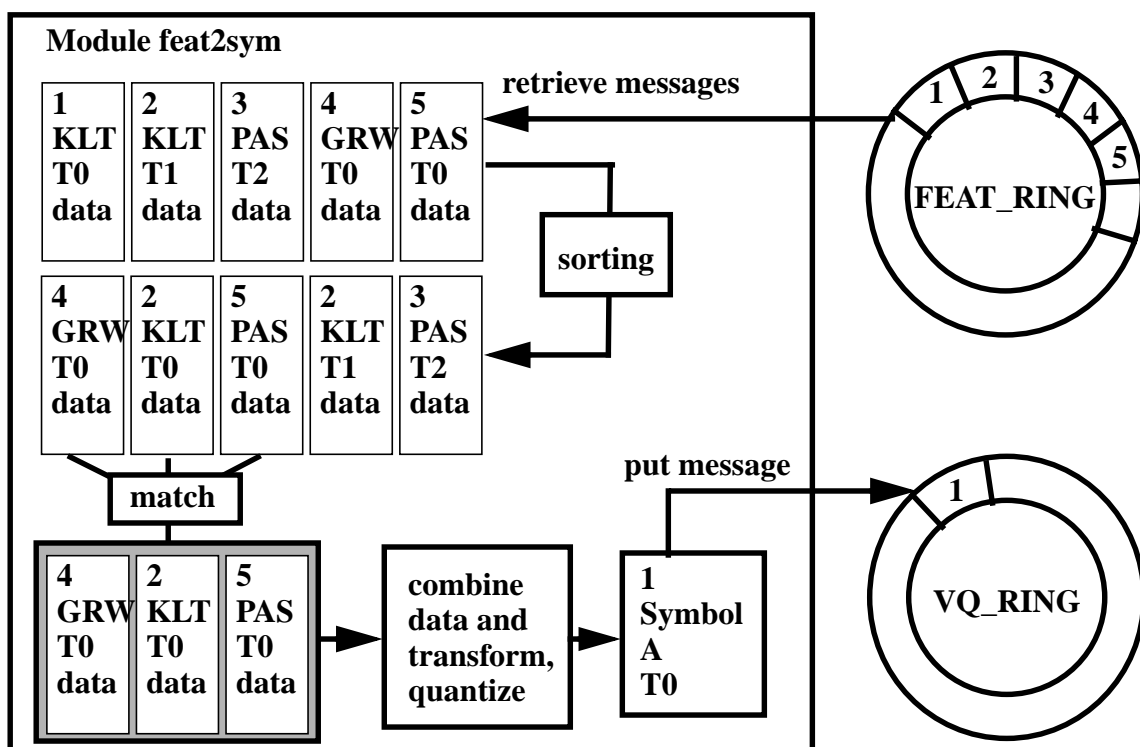 Module feat2sym
retrieve messages
1
KLT
T0
data
2
KLT
T1
data
3
PAS
T2
data
4
GRW
T0
data
5
PAS
T0
data
1
2
3
4
5
FEAT_RING
sorting
4
GRW
T0
data
2
KLT
T0
data
5
PAS
T0
data
2
KLT
T1
data
3
PAS
T2
data
match
put message
4
GRW
T0
data
2
KLT
T0
data
5
PAS
T0
data
combine
data and
transform,
quantize
1
Symbol
A
T0
1
VQ_RING